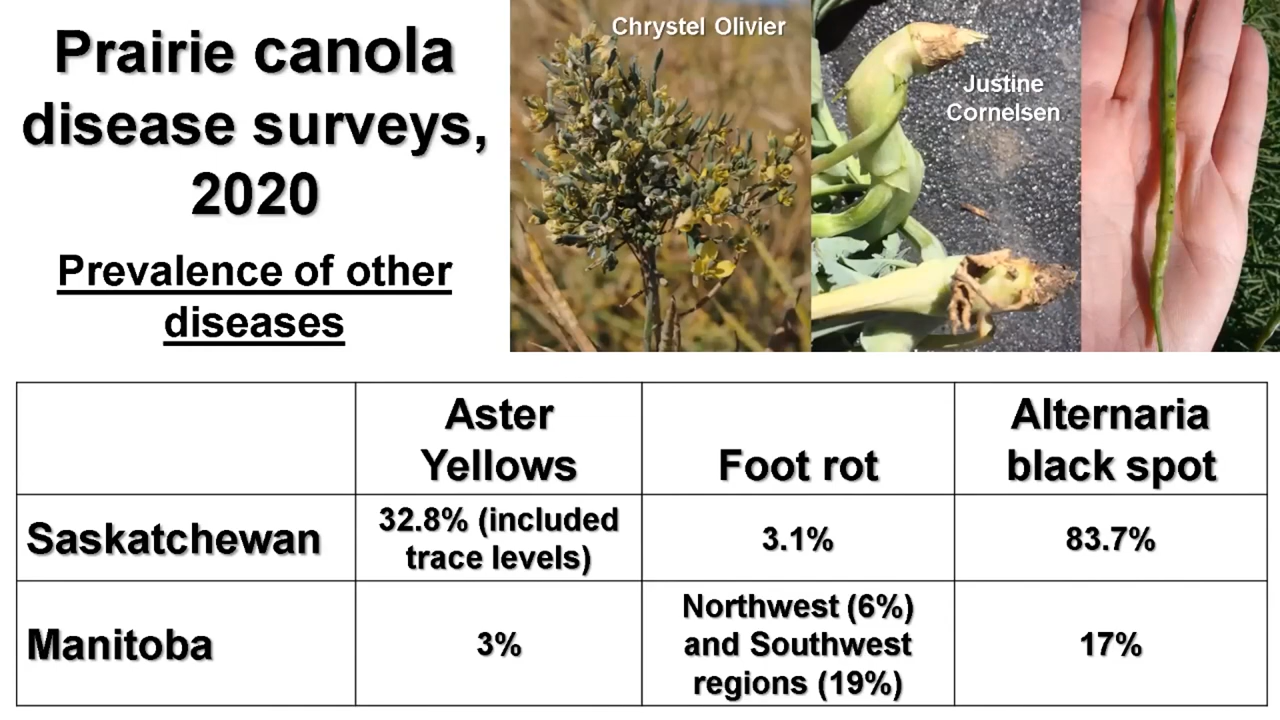 Prairie canola
disease surveys,
2020
Prevalence of other
diseases
Chrystel Olivier
Justine
Cornelsen
Aster
Yellows
Foot rot
Alternaria
black spot
Saskatchewan
32.8% (included
trace levels)
3.1%
83.7%
Manitoba
3%
Northwest (6%)
and Southwest
regions (19%)
17%